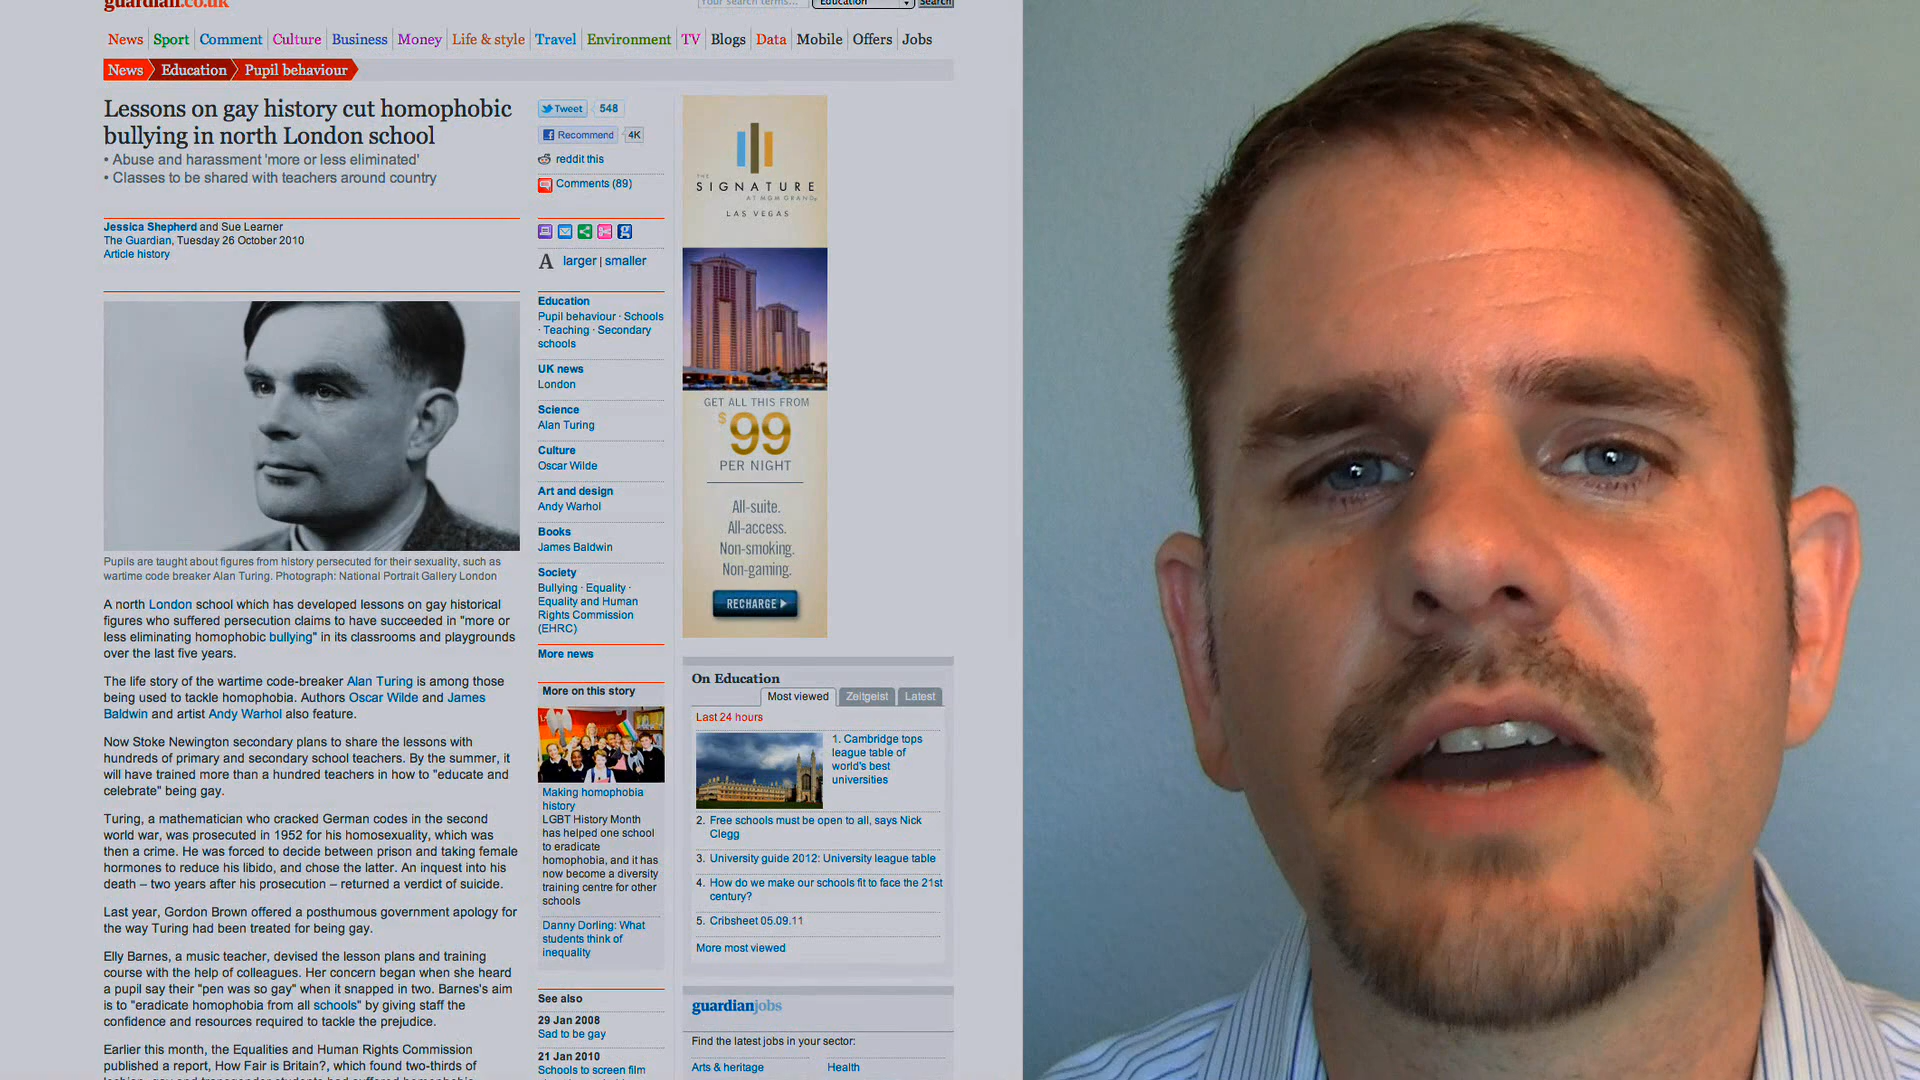 guardian.co.uk
Your search terms...
Education
Search
News
Sport
Comment
Culture
Business
Money
Life & style
Travel
Environment
TV
Blogs
Data
Mobile
Offers
Jobs
News
Education
Pupil behaviour
Lessons on gay history cut homophobic
bullying in north London school
• Abuse and harassment 'more or less eliminated'
• Classes to be shared with teachers around country
Jessica Shepherd and Sue Learner
The Guardian, Tuesday 26 October 2010
Article history
Pupils are taught about figures from history persecuted for their sexuality, such as
wartime code breaker Alan Turing. Photograph: National Portrait Gallery London
A north London school which has developed lessons on gay historical
figures who suffered persecution claims to have succeeded in "more or
less eliminating homophobic bullying" in its classrooms and playgrounds
over the last five years.
The life story of the wartime code-breaker Alan Turing is among those
being used to tackle homophobia. Authors Oscar Wilde and James
Baldwin and artist Andy Warhol also feature.
Now Stoke Newington secondary plans to share the lessons with
hundreds of primary and secondary school teachers. By the summer, it
will have trained more than a hundred teachers in how to "educate and
celebrate" being gay.
Turing, a mathematician who cracked German codes in the second
world war, was prosecuted in 1952 for his homosexuality, which was
then a crime. He was forced to decide between prison and taking female
hormones to reduce his libido, and chose the latter. An inquest into his
death – two years after his prosecution – returned a verdict of suicide.
Last year, Gordon Brown offered a posthumous government apology for
the way Turing had been treated for being gay.
Elly Barnes, a music teacher, devised the lesson plans and training
course with the help of colleagues. Her concern began when she heard
a pupil say their "pen was so gay" when it snapped in two. Barnes's aim
is to "eradicate homophobia from all schools" by giving staff the
confidence and resources required to tackle the prejudice.
Earlier this month, the Equalities and Human Rights Commission
published a report, How Fair is Britain?, which found two-thirds of
Tweet
548
Recommend
4K
reddit this
Comments (89)
A larger | smaller
Education
Pupil behaviour · Schools
· Teaching · Secondary
schools
UK news
London
Science
Alan Turing
Culture
Oscar Wilde
Art and design
Andy Warhol
Books
James Baldwin
Society
Bullying · Equality ·
Equality and Human
Rights Commission
(EHRC)
More news
More on this story
Making homophobia
history
LGBT History Month
has helped one school
to eradicate
homophobia, and it has
now become a diversity
training centre for other
schools
Danny Dorling: What
students think of
inequality
See also
29 Jan 2008
Sad to be gay
21 Jan 2010
Schools to screen film
THE
SIGNATURE
AT MGM GRAND
LAS VEGAS
GET ALL THIS FROM
$99
PER NIGHT
All-suite.
All-access.
Non-smoking.
Non-gaming.
RECHARGE
On Education
Most viewed
Zeitgeist
Latest
Last 24 hours
1. Cambridge tops
league table of
world's best
universities
2. Free schools must be open to all, says Nick
Clegg
3. University guide 2012: University league table
4. How do we make our schools fit to face the 21st
century?
5. Cribsheet 05.09.11
More most viewed
guardianjobs
Find the latest jobs in your sector:
Arts & heritage
Health